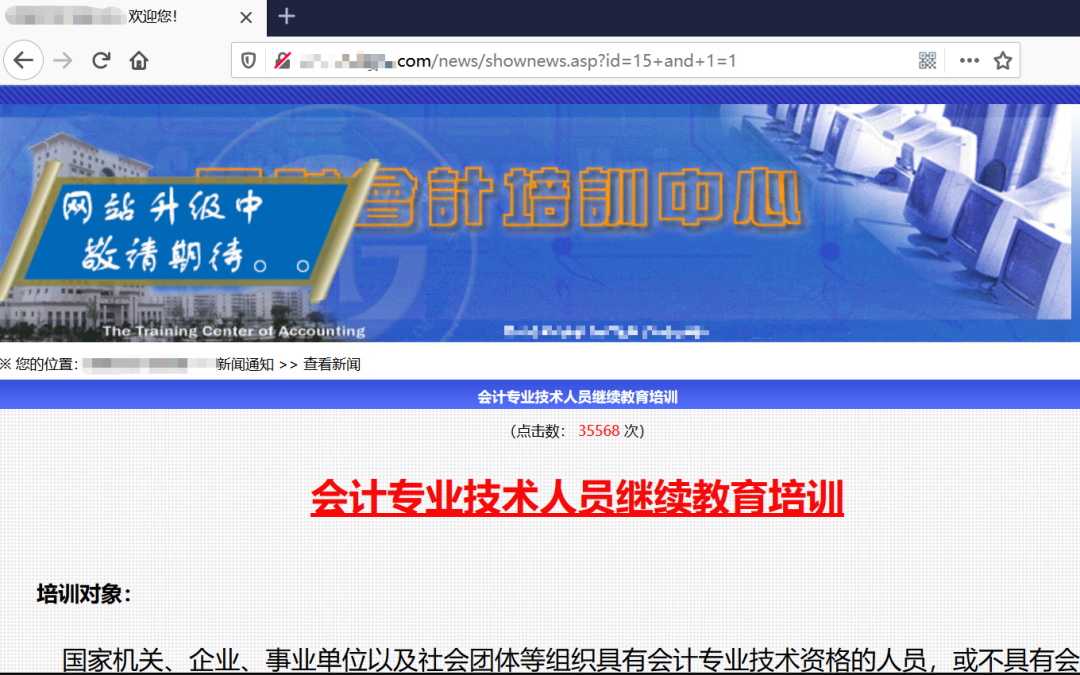 欢迎您！
com/news/shownews.asp?id=15+and+1=1
會計培訓中心
网站升级中
敬请期待。。
The Training Center of Accounting
※ 您的位置：
新闻通知 >> 查看新闻
会计专业技术人员继续教育培训
（点击数： 35568 次）
会计专业技术人员继续教育培训
培训对象：
国家机关、企业、事业单位以及社会团体等组织具有会计专业技术资格的人员，或不具有会